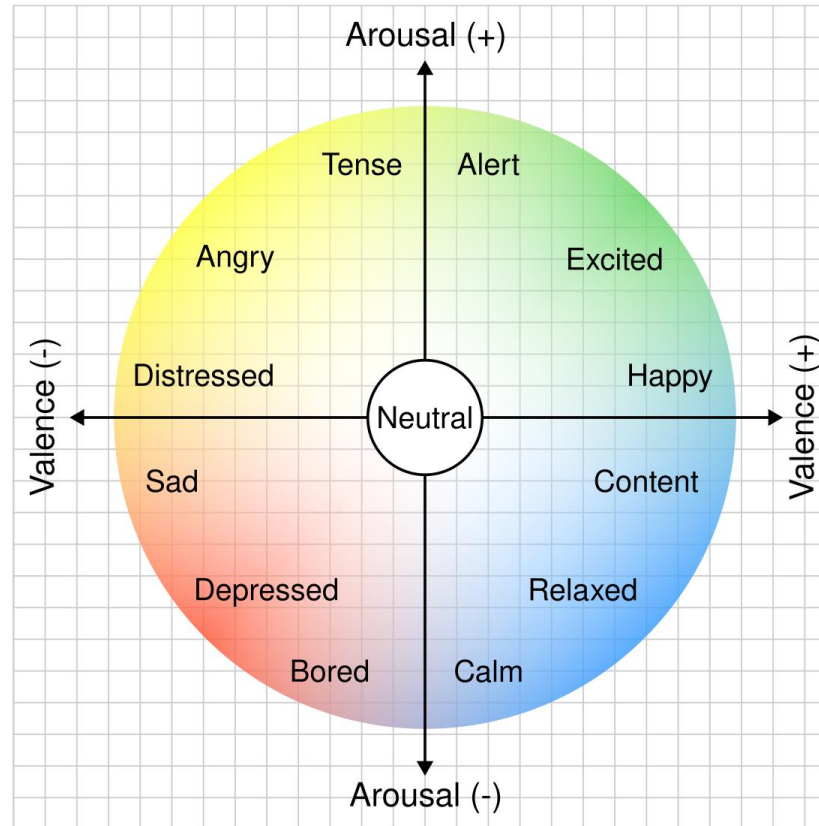 Arousal (+)
Tense
Alert
Angry
Excited
Distressed
Happy
Valence (-)
Neutral
Valence (+)
Sad
Content
Depressed
Relaxed
Bored
Calm
Arousal (-)